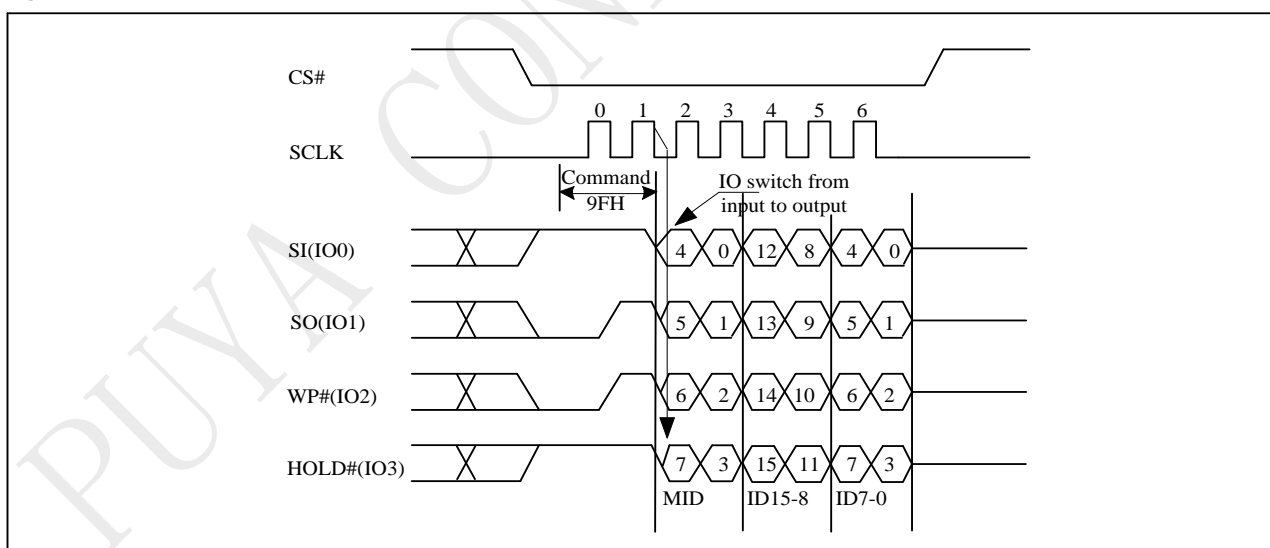 PUYA CON
CS#
0 1 2 3 4 5 6
SCLK
Command
9FH
IO switch from
input to output
SI(IO0)
4 0 12 8 4 0
SO(IO1)
5 1 13 9 5 1
WP#(IO2)
6 2 14 10 6 2
HOLD#(IO3)
7 3 15 11 7 3
MID ID15-8 ID7-0